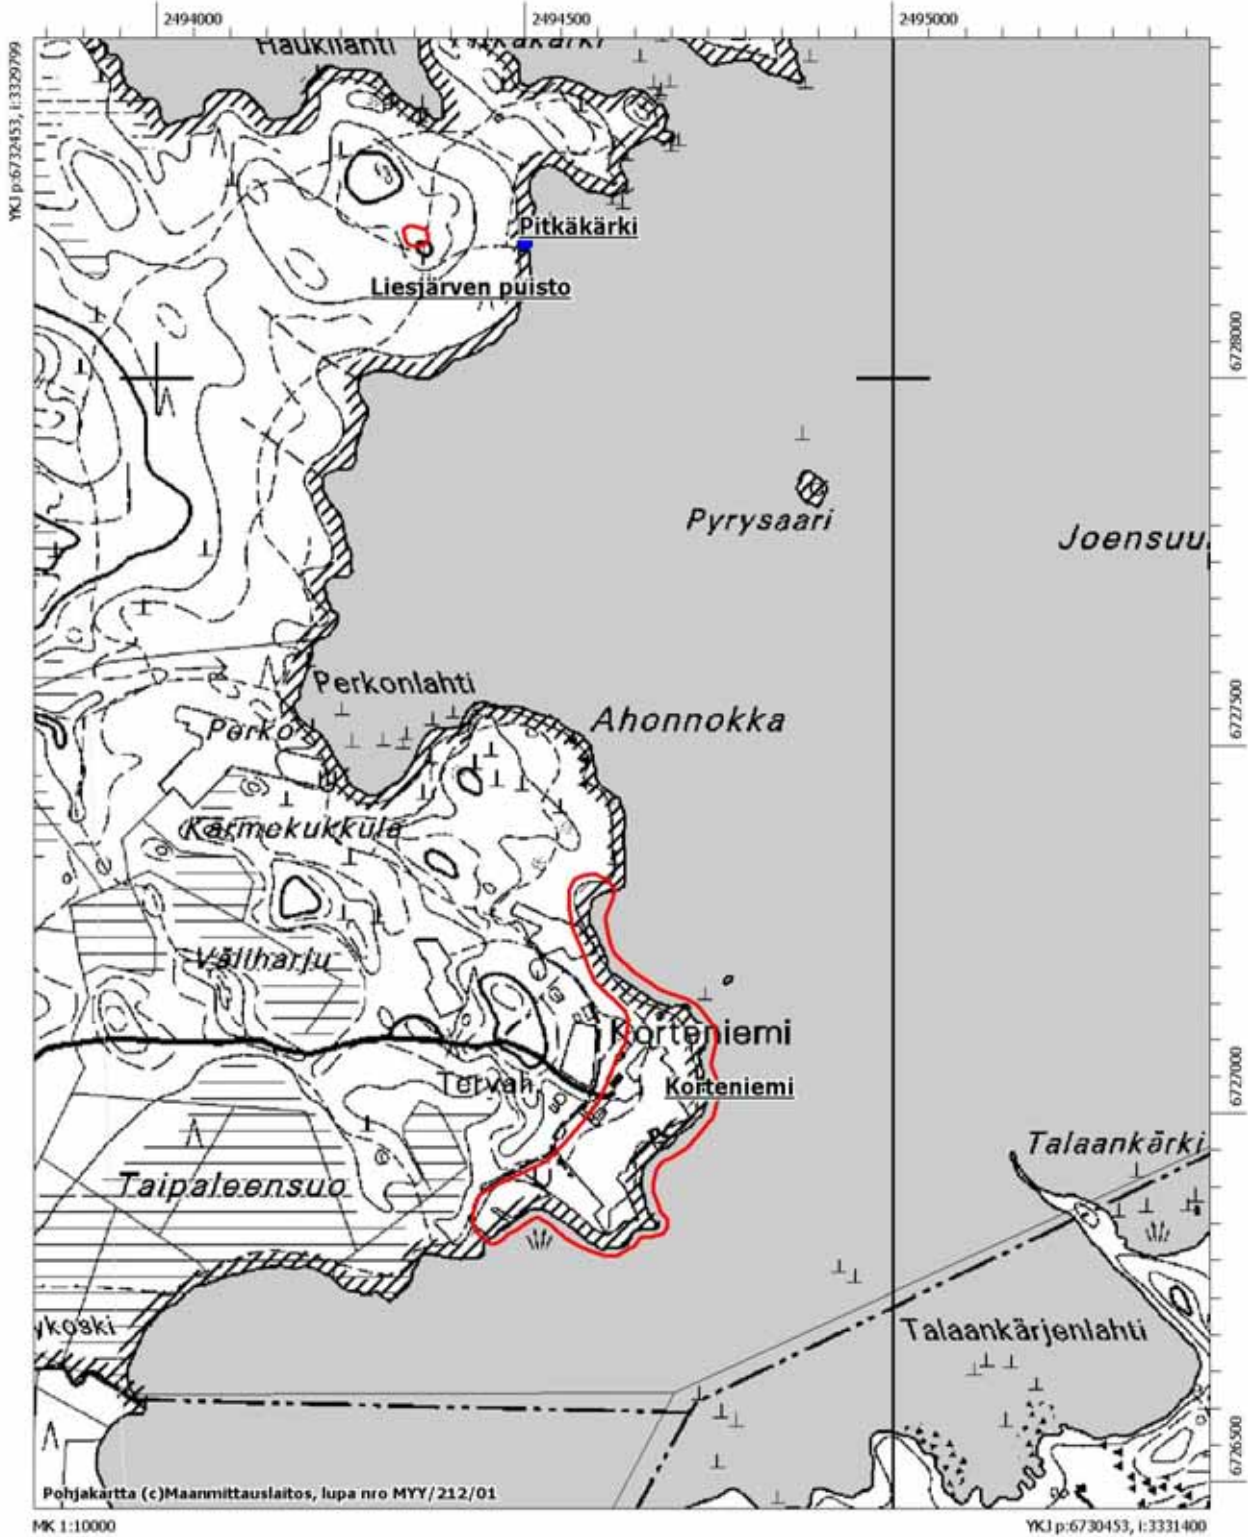 2494000
2494500
2495000
YKJ p:6732453, i:3329799
Haukilahti
Pitkäkärki
Pitkäkärki
Liesjärven puisto
6728000
Pyrysaari
Joensuu
Perkonlahti
Perko
Ahonnokka
6727500
Kärmekukkula
Väliharju
Korteniemi
Tervah.
Korteniemi
6727000
Talaankärki
Taipaleensuo
ykoski
Talaankärjenlahti
6726500
Pohjakartta (c)Maanmittauslaitos, lupa nro MYY/212/01
MK 1:10000
YKJ p:6730453, i:3331400